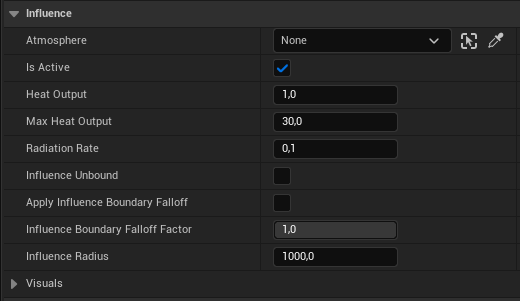 Influence
Atmosphere None
Is Active
Heat Output 1,0
Max Heat Output 30,0
Radiation Rate 0,1
Influence Unbound
Apply Influence Boundary Falloff
Influence Boundary Falloff Factor 1,0
Influence Radius 1000,0
Visuals